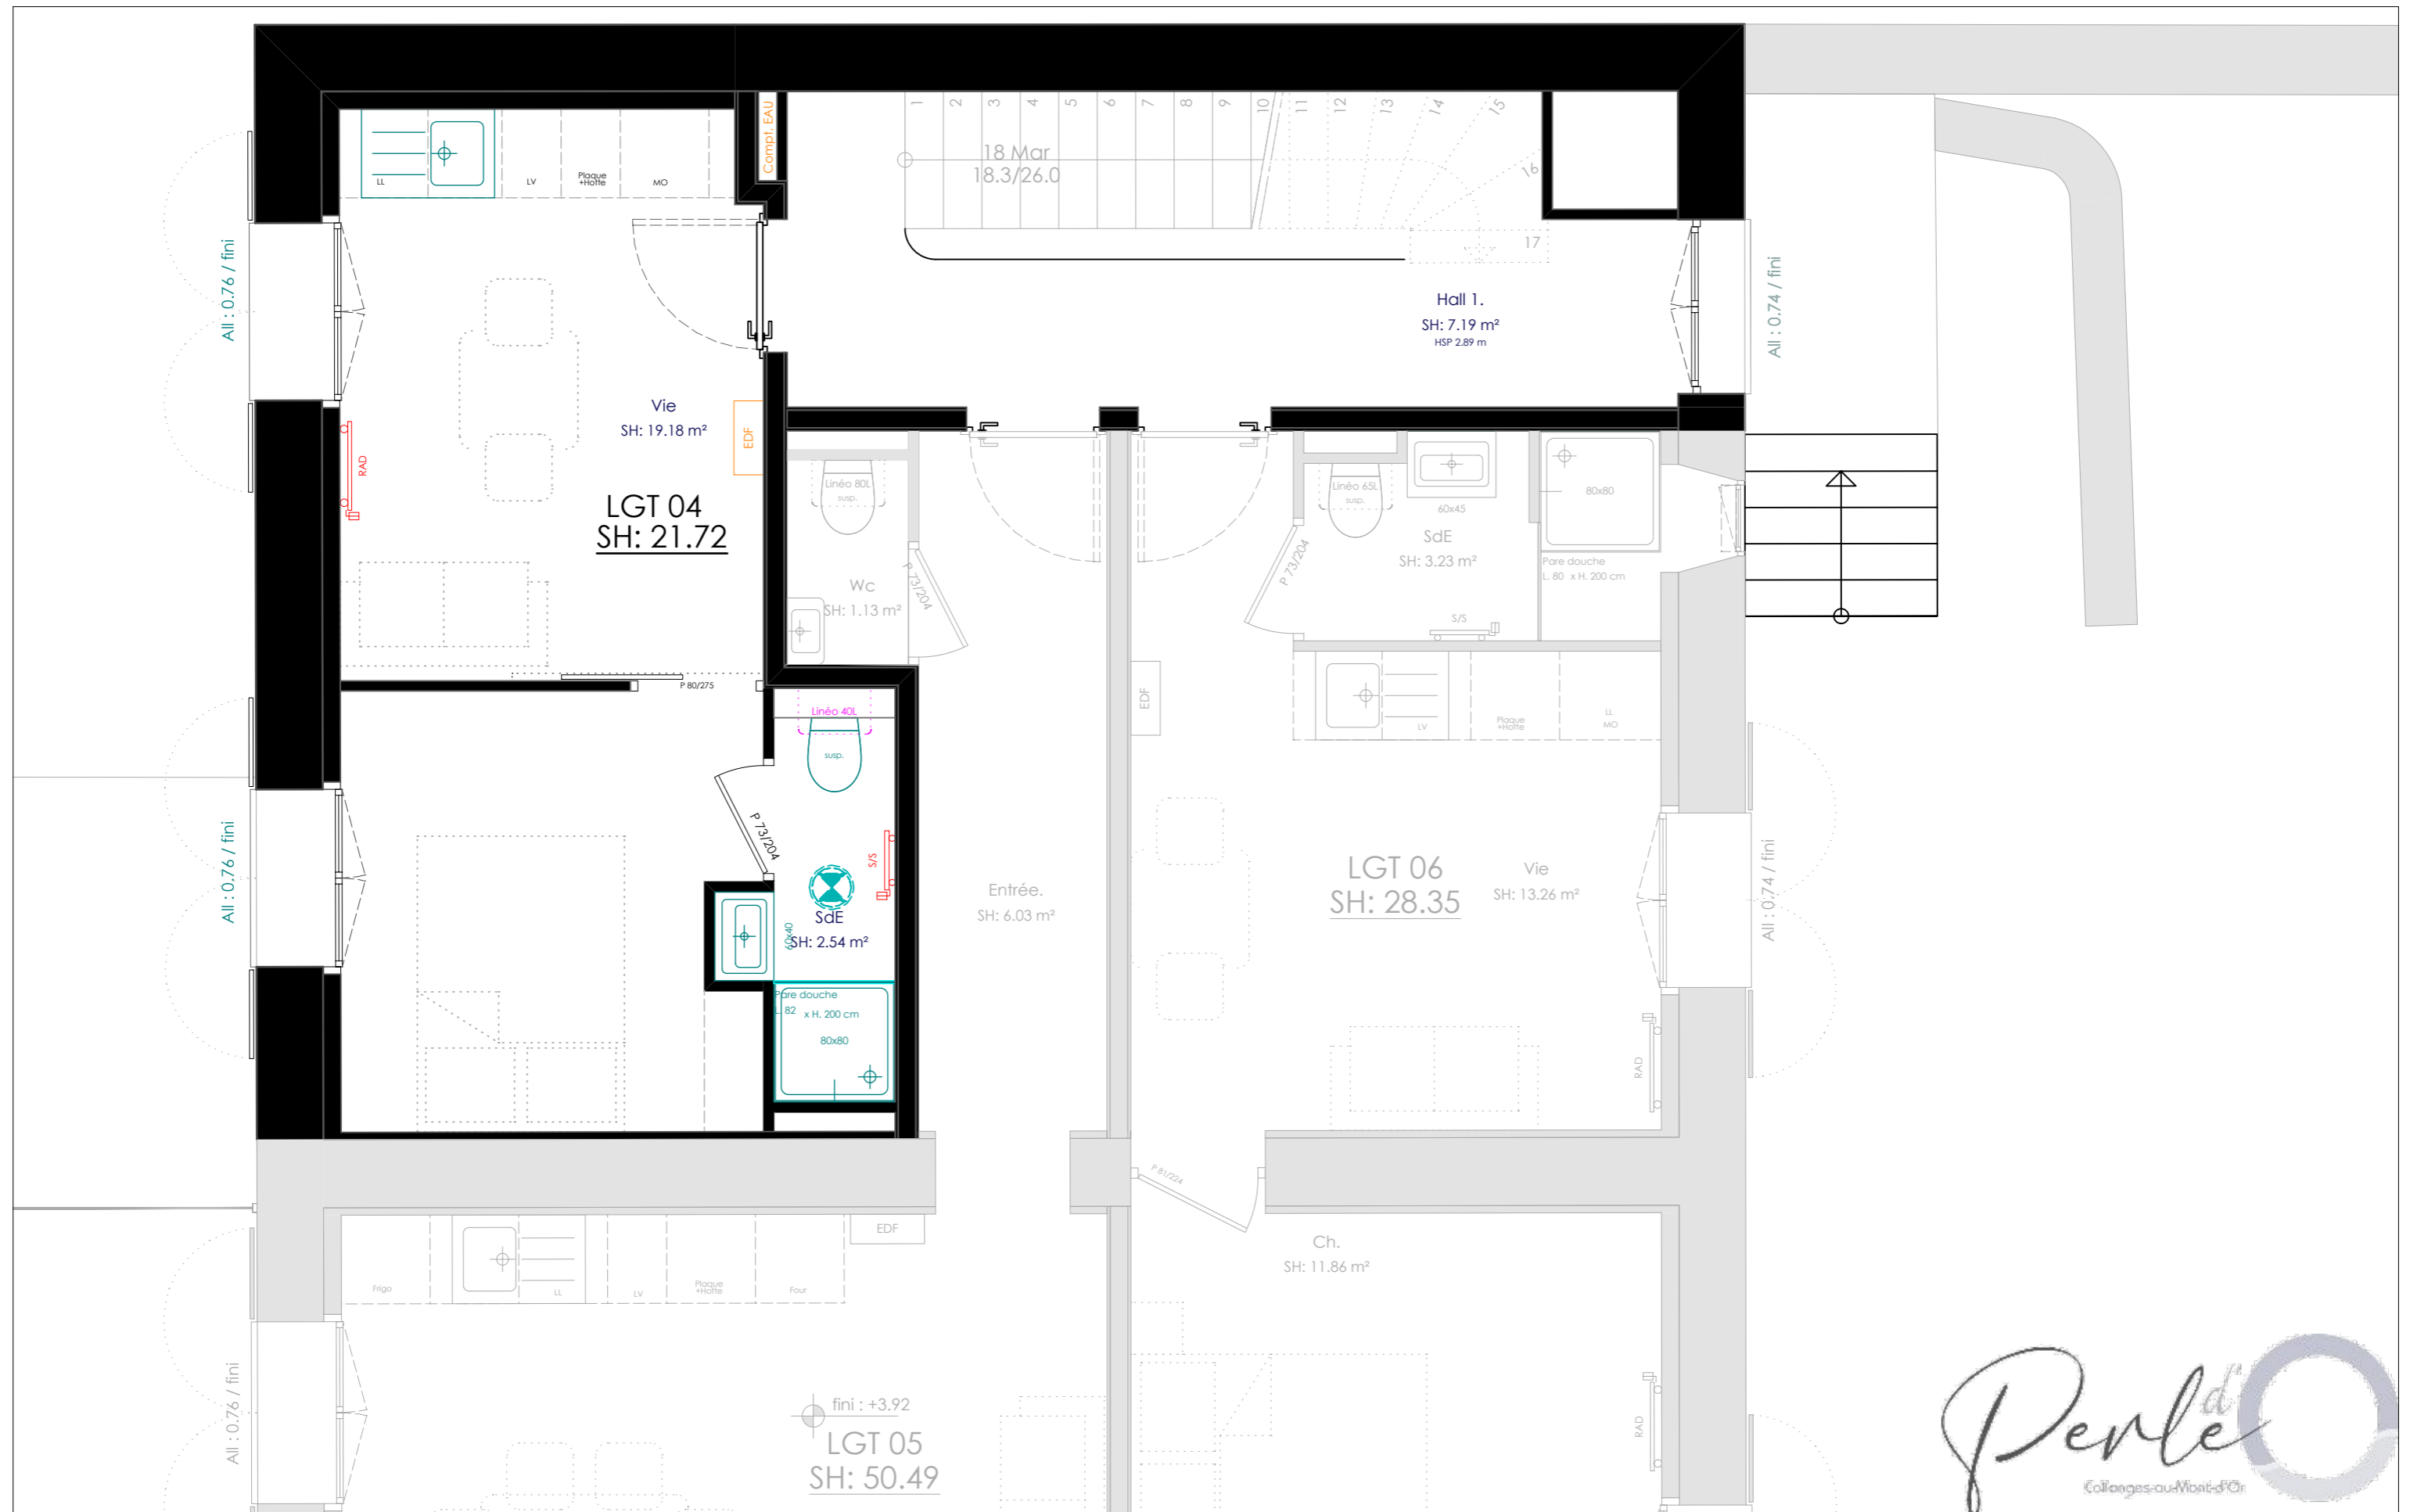 1
2
3
4
5
6
7
8
9
10
11
12
13
14
15
16
17
18 Mar
18.3/26.0
Compt. EAU
LL
LV
Plaque
+Hotte
MO
All : 0.76 / fini
Vie
SH: 19.18 m²
EDF
RAD
LGT 04
SH: 21.72
P 80/275
Hall 1.
SH: 7.19 m²
HSP 2.89 m
All : 0.74 / fini
Linéo 80L
susp.
Wc
SH: 1.13 m²
P 73/204
Linéo 65L
susp.
60x45
SdE
SH: 3.23 m²
P 73/204
80x80
Pare douche
L. 80 x H. 200 cm
S/S
EDF
LV
Plaque
+Hotte
LL
MO
Linéo 40L
susp.
P 73/204
S/S
SdE
SH: 2.54 m²
60x40
Pare douche
L. 82 x H. 200 cm
80x80
All : 0.76 / fini
Entrée.
SH: 6.03 m²
LGT 06
SH: 28.35
Vie
SH: 13.26 m²
All : 0.74 / fini
RAD
P 81/224
Ch.
SH: 11.86 m²
EDF
Frigo
LL
LV
Plaque
+Hotte
Four
All : 0.76 / fini
fini : +3.92
LGT 05
SH: 50.49
RAD
Perle d'O
Collonges-au-Mont-d'Or